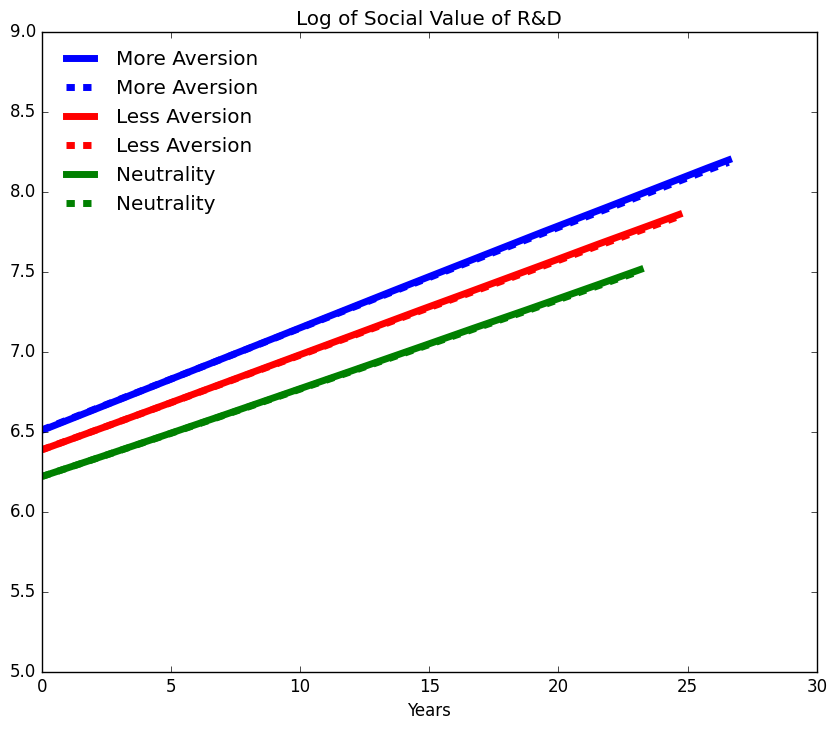 Log of Social Value of R&D
9.0
8.5
8.0
7.5
7.0
6.5
6.0
5.5
5.0
More Aversion
More Aversion
Less Aversion
Less Aversion
Neutrality
Neutrality
0 5 10 15 20 25 30
Years